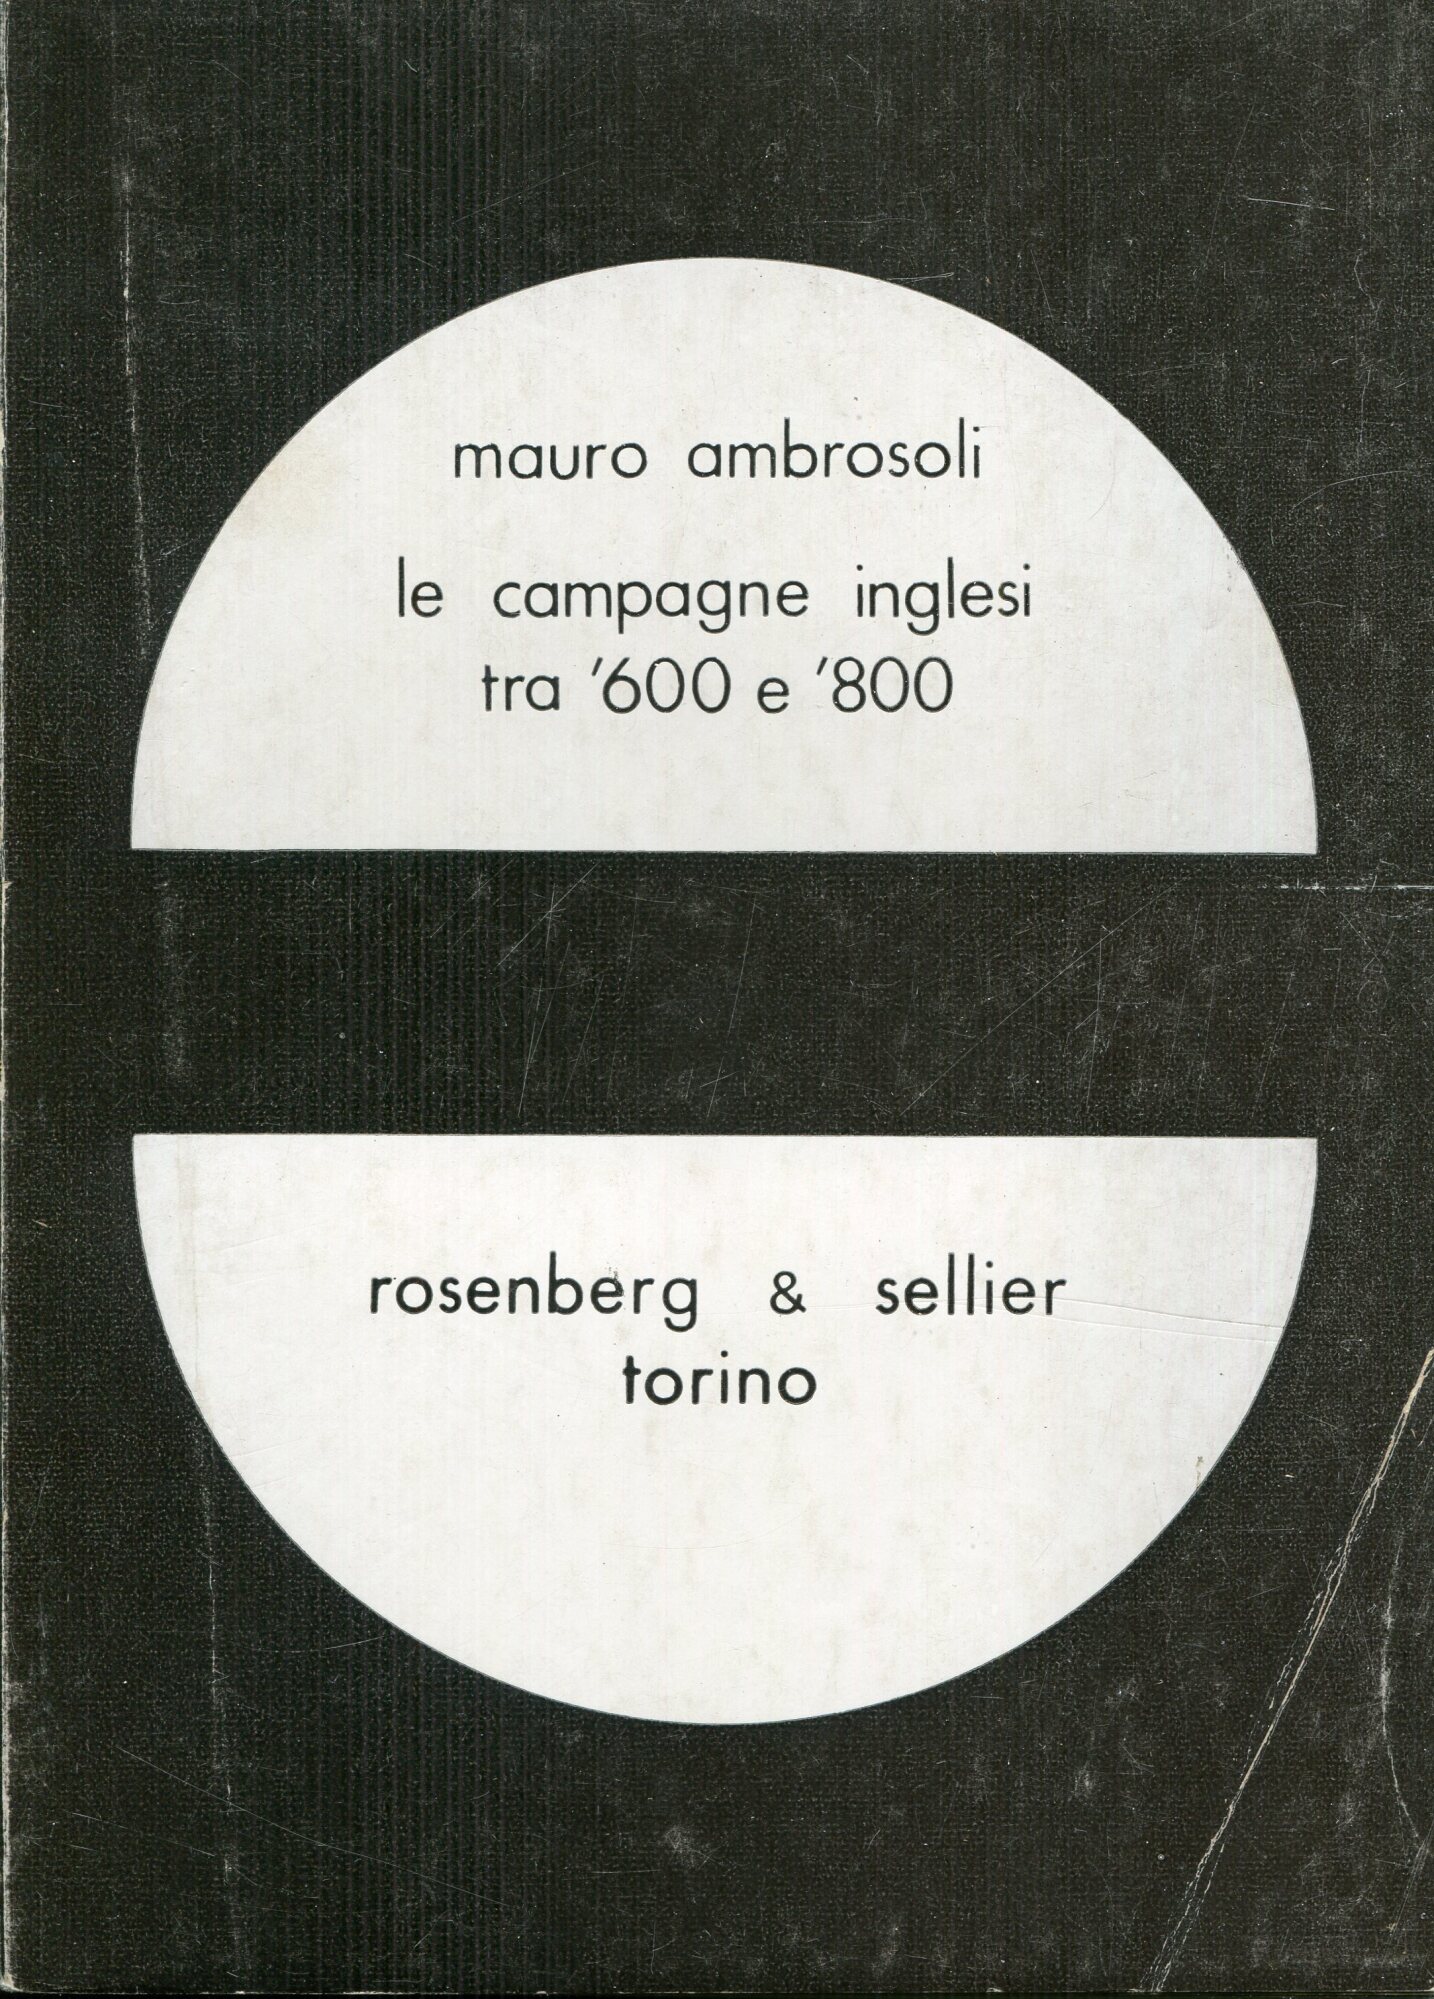 mauro ambrosoli
le campagne inglesi
tra '600 e '800
rosenberg & sellier
torino